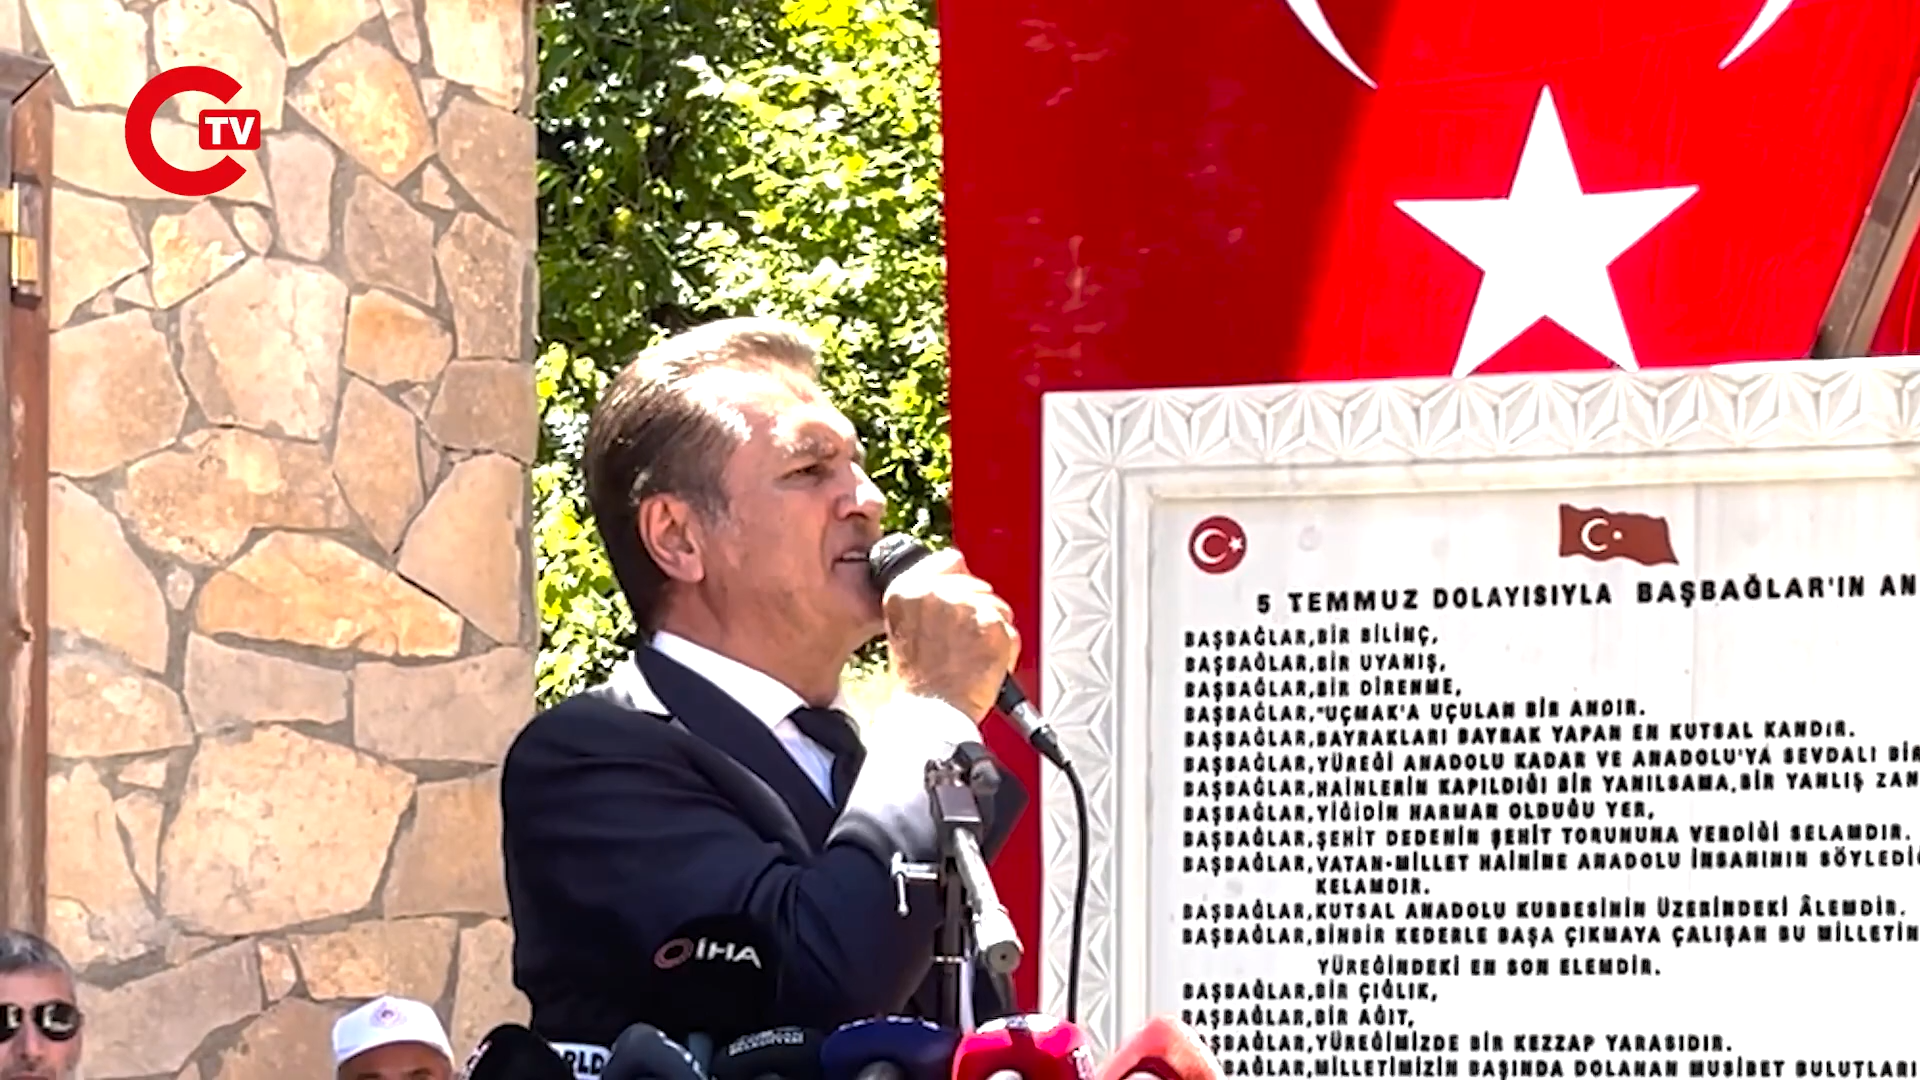 TV
5 TEMMUZ DOLAYISIYLA BAŞBAĞLAR'IN AN
BAŞBAĞLAR,BİR BİLİNÇ,
BAŞBAĞLAR,BİR UYANIŞ,
BAŞBAĞLAR,BİR DİRENME,
BAŞBAĞLAR,"UÇMAK'A UÇULAN BİR ANDIR.
BAŞBAĞLAR,BAYRAKLARI BAYRAK YAPAN EN KUTSAL KANDIR.
BAŞBAĞLAR,YÜREĞİ ANADOLU KADAR VE ANADOLU'YA SEVDALI BİR
BAŞBAĞLAR,HAİNLERİN KAPILDIĞI BİR YANILSAMA,BİR YANLIŞ ZAN
BAŞBAĞLAR,YİĞİDİN HARMAN OLDUĞU YER,
BAŞBAĞLAR,ŞEHİT DEDENİN ŞEHİT TORUNUNA VERDİĞİ SELAMDIR.
BAŞBAĞLAR,VATAN-MİLLET HAİNİNE ANADOLU İNSANININ SÖYLEDİĞ
KELAMDIR.
BAŞBAĞLAR,KUTSAL ANADOLU KUBBESİNİN ÜZERİNDEKİ ÂLEMDİR.
BAŞBAĞLAR,BİNBİR KEDERLE BAŞA ÇIKMAYA ÇALIŞAN BU MİLLETİN
YÜREĞİNDEKİ EN SON ELEMDİR.
BAŞBAĞLAR,BİR ÇIĞLIK,
BAŞBAĞLAR,BİR AĞIT,
BAŞBAĞLAR,YÜREĞİMİZDE BİR KEZZAP YARASIDIR.
BAŞBAĞLAR,MİLLETİMİZİN BAŞINDA DOLANAN MUSİBET BULUTLARI
İHA